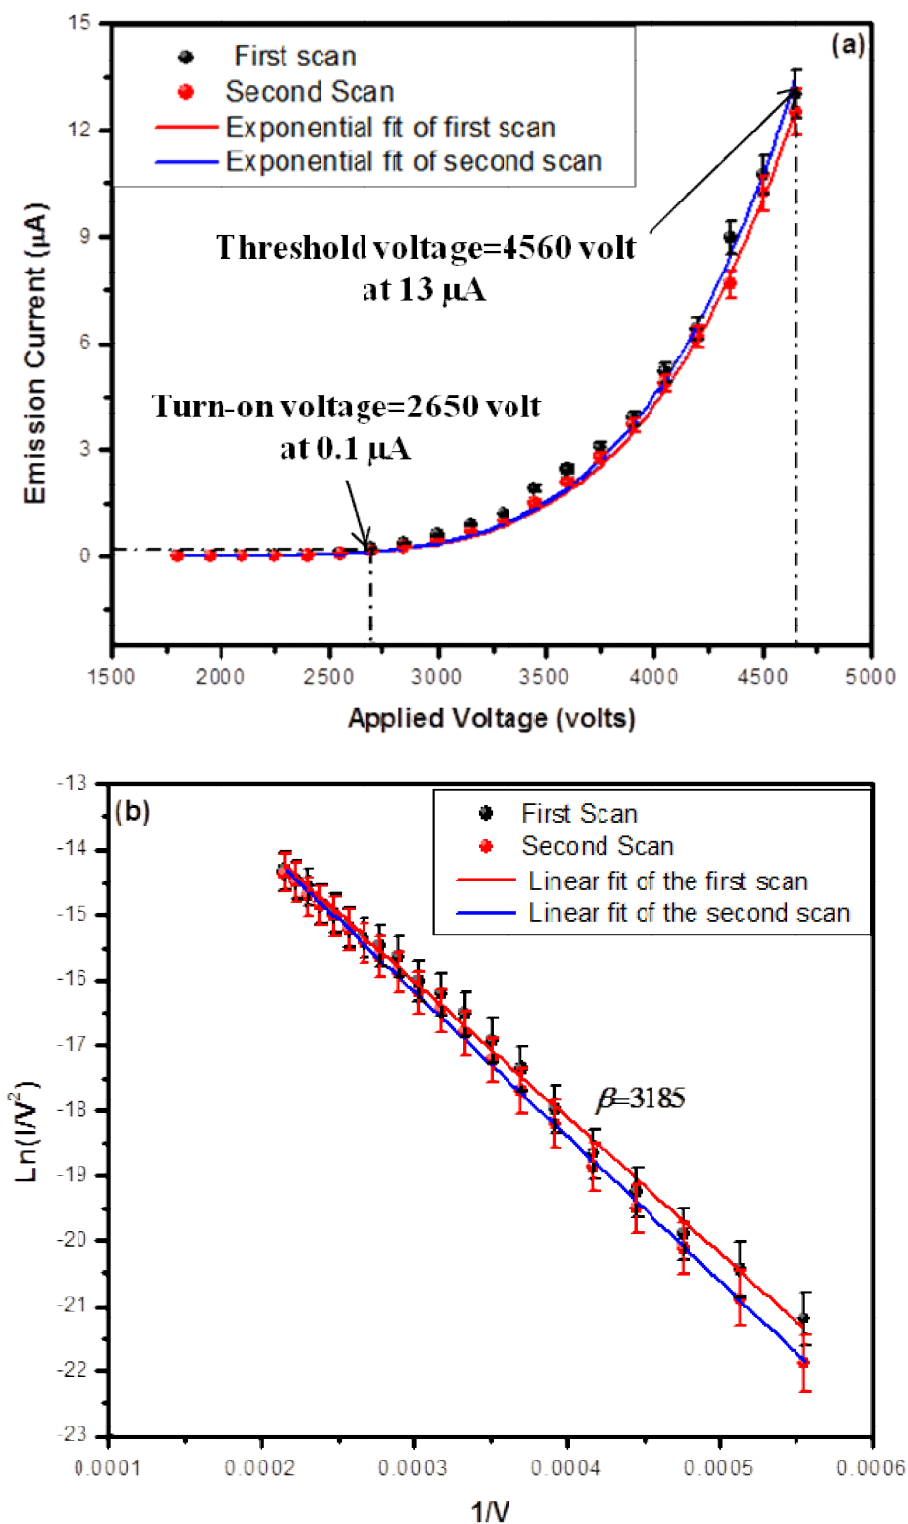 15
12
9
6
3
0
Emission Current (µA)
(a)
First scan
Second Scan
Exponential fit of first scan
Exponential fit of second scan
Threshold voltage=4560 volt
at 13 µA
Turn-on voltage=2650 volt
at 0.1 µA
1500 2000 2500 3000 3500 4000 4500 5000
Applied Voltage (volts)
-13
-14
-15
-16
-17
-18
-19
-20
-21
-22
-23
Ln(I/V²)
(b)
First Scan
Second Scan
Linear fit of the first scan
Linear fit of the second scan
β=3185
0.0001 0.0002 0.0003 0.0004 0.0005 0.0006
1/V